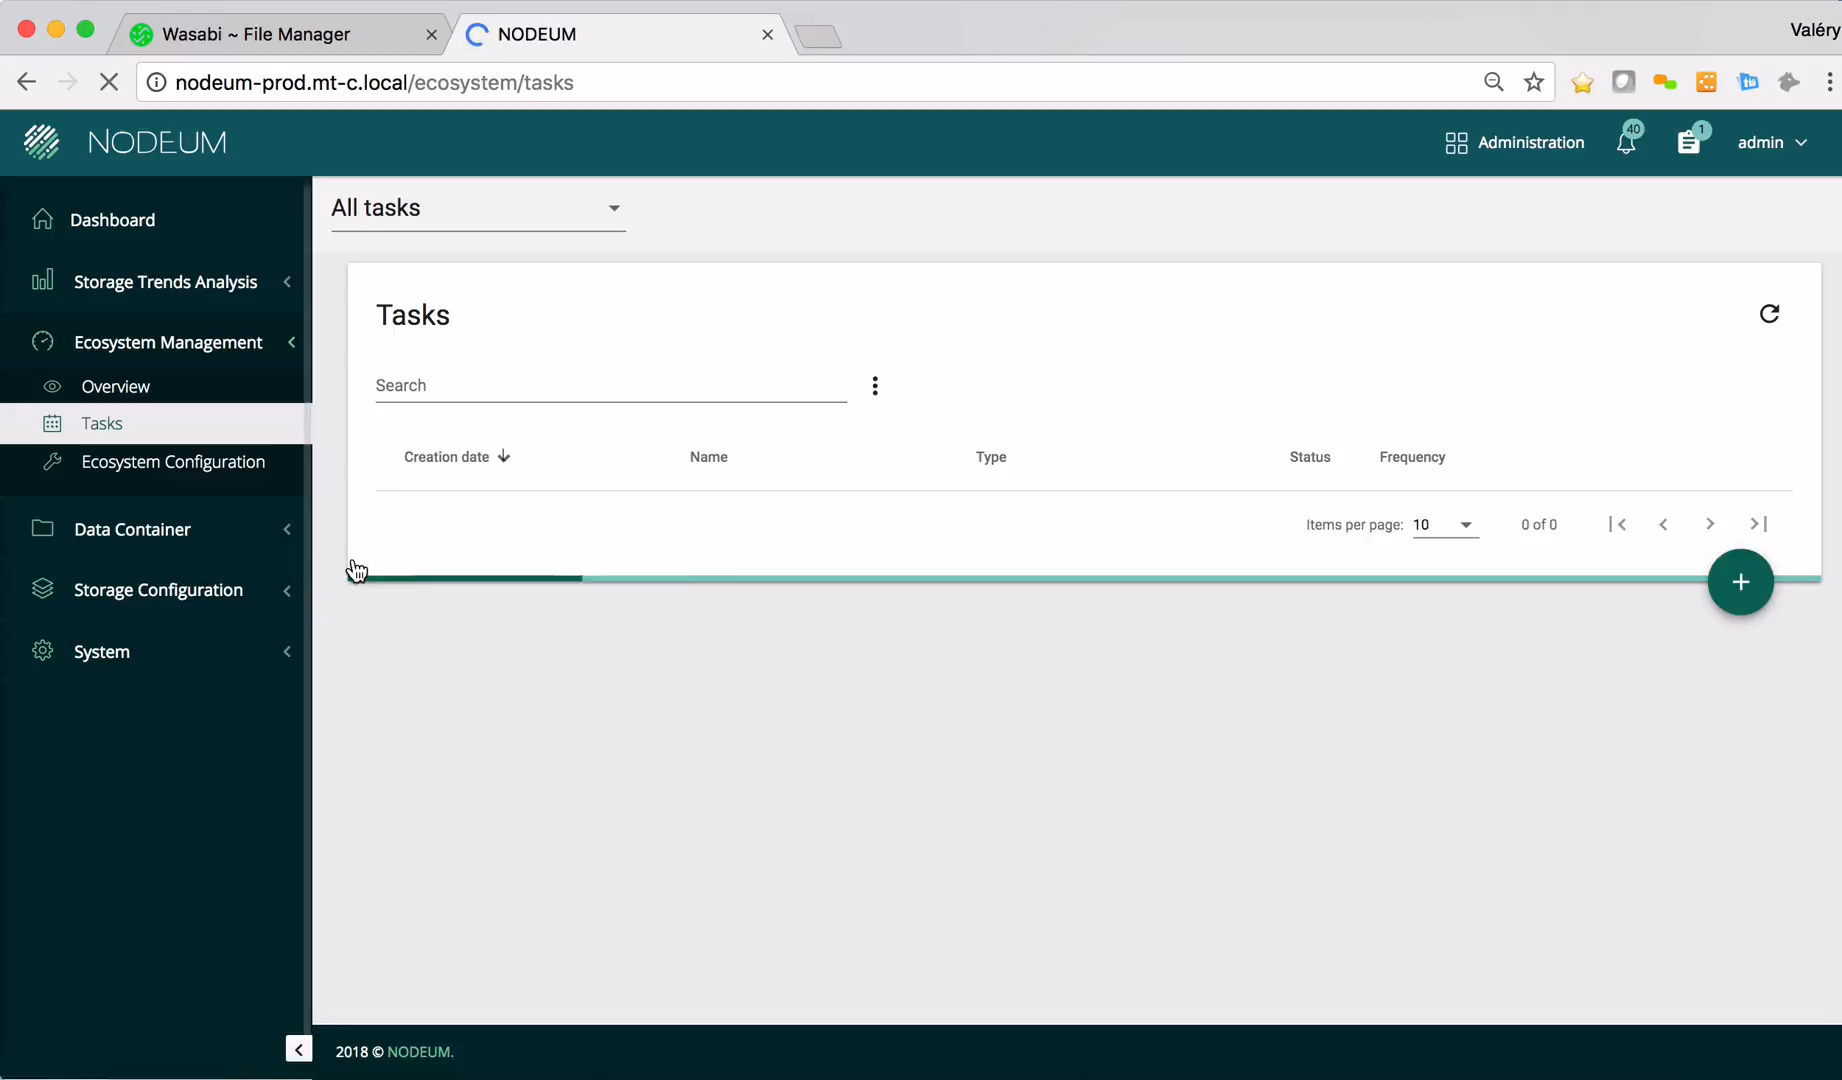 Wasabi ~ File Manager
NODEUM
Valéry
nodeum-prod.mt-c.local/ecosystem/tasks
NODEUM
Administration
40
1
admin
Dashboard
Storage Trends Analysis
Ecosystem Management
Overview
Tasks
Ecosystem Configuration
Data Container
Storage Configuration
System
All tasks
Tasks
Search
Creation date Name Type Status Frequency
Items per page: 10 0 of 0
+
2018 © NODEUM.